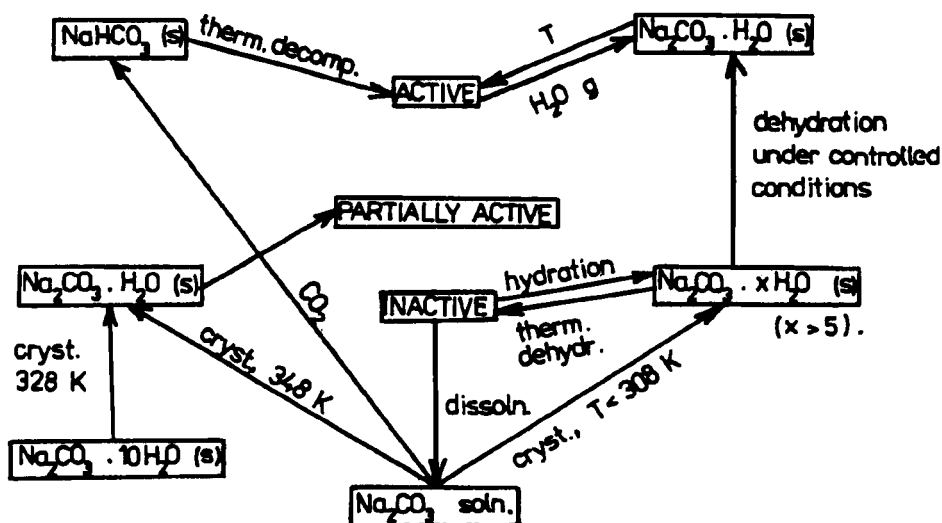 NaHCO₃ (s)
therm. decomp.
ACTIVE
T
H₂O g
Na₂CO₃ · H₂O (s)
dehydration
under controlled
conditions
PARTIALLY ACTIVE
Na₂CO₃ · H₂O (s)
CO₂
INACTIVE
hydration
therm.
dehydr.
Na₂CO₃ · xH₂O (s)
(x > 5).
cryst.
328 K
cryst, 348 K
dissoln.
cryst., T < 308 K
Na₂CO₃ · 10H₂O (s)
Na₂CO₃ soln.